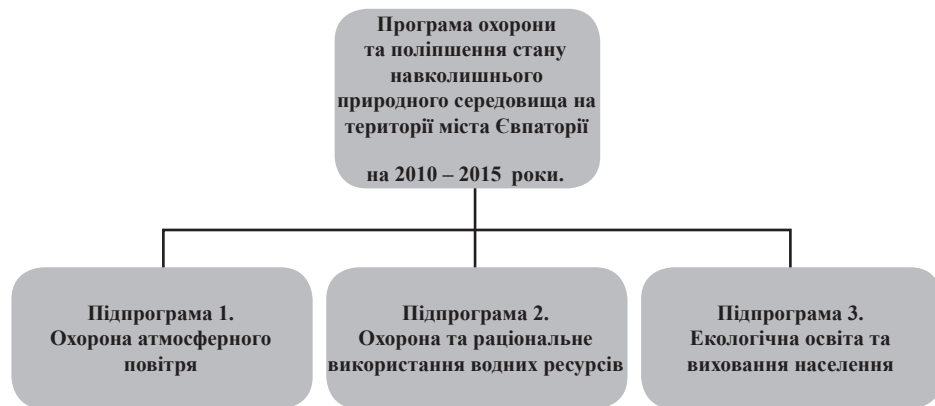 Програма охорони
та поліпшення стану
навколишнього
природного середовища на
території міста Євпаторії
на 2010 – 2015 роки.
Підпрограма 1.
Охорона атмосферного
повітря
Підпрограма 2.
Охорона та раціональне
використання водних ресурсів
Підпрограма 3.
Екологічна освіта та
виховання населення